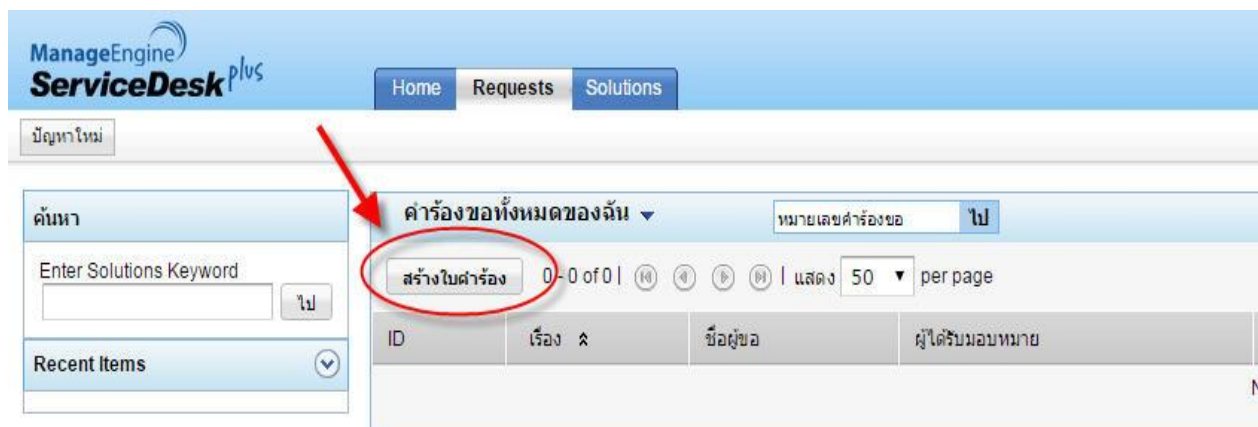 ManageEngine
ServiceDesk plus
Home Requests Solutions
ปัญหาใหม่
ค้นหา
Enter Solutions Keyword
ไป
Recent Items
คำร้องขอทั้งหมดของฉัน หมายเลขคำร้องขอ ไป
สร้างใบคำร้อง 0 - 0 of 0 | แสดง 50 per page
ID เรื่อง ชื่อผู้ขอ ผู้ได้รับมอบหมาย